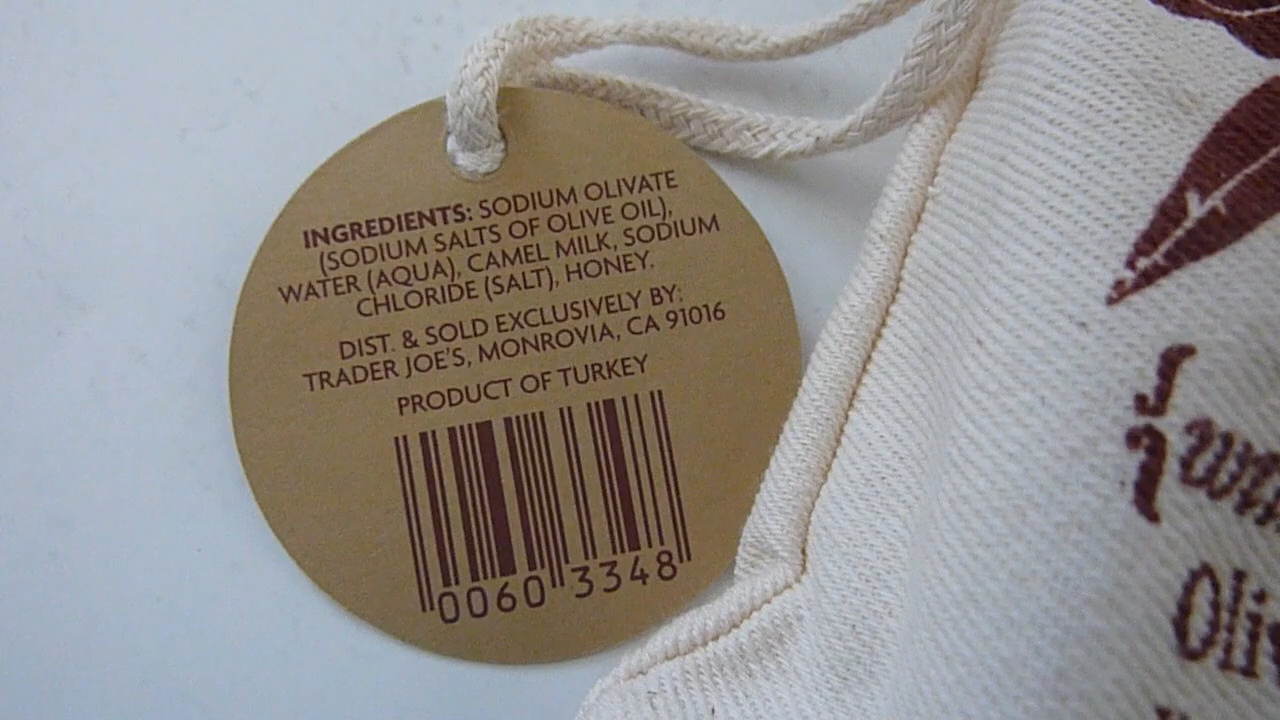 INGREDIENTS: SODIUM OLIVATE
(SODIUM SALTS OF OLIVE OIL),
WATER (AQUA), CAMEL MILK, SODIUM
CHLORIDE (SALT), HONEY.
DIST. & SOLD EXCLUSIVELY BY:
TRADER JOE'S, MONROVIA, CA 91016
PRODUCT OF TURKEY
0060 3348